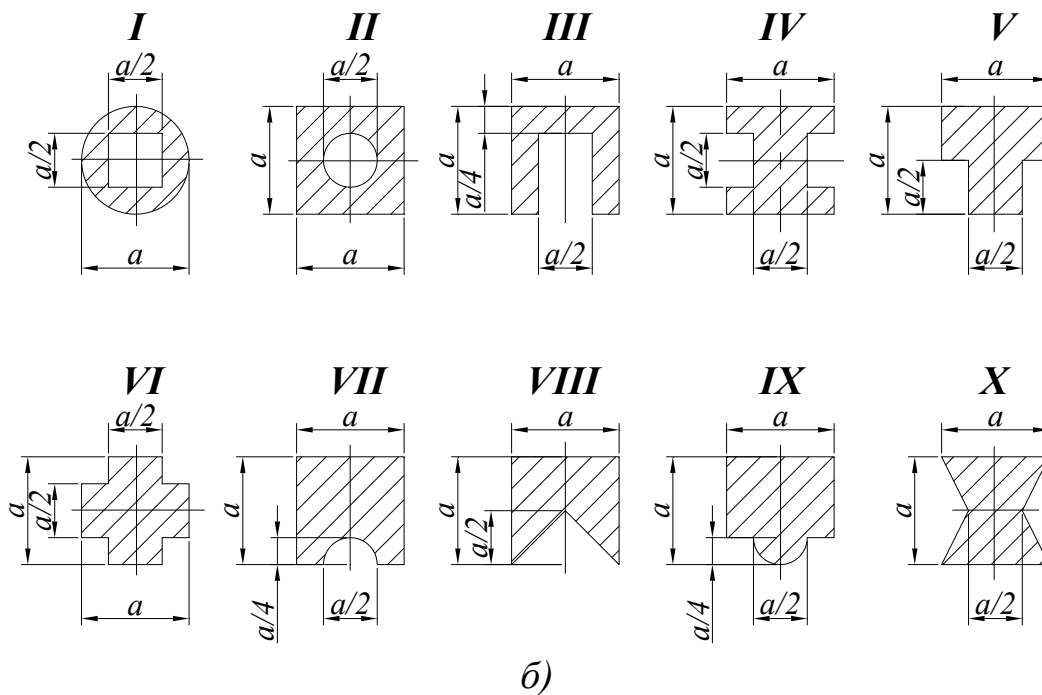 I II III IV V
a/2 a/2 a a a
a/2 a a a/4 a a/2 a a/2
a a a/2 a/2 a/2
VI VII VIII IX X
a/2 a a a a
a a/2 a a/4 a a/2 a a/4 a
a a/2 a/2 a/2
б)